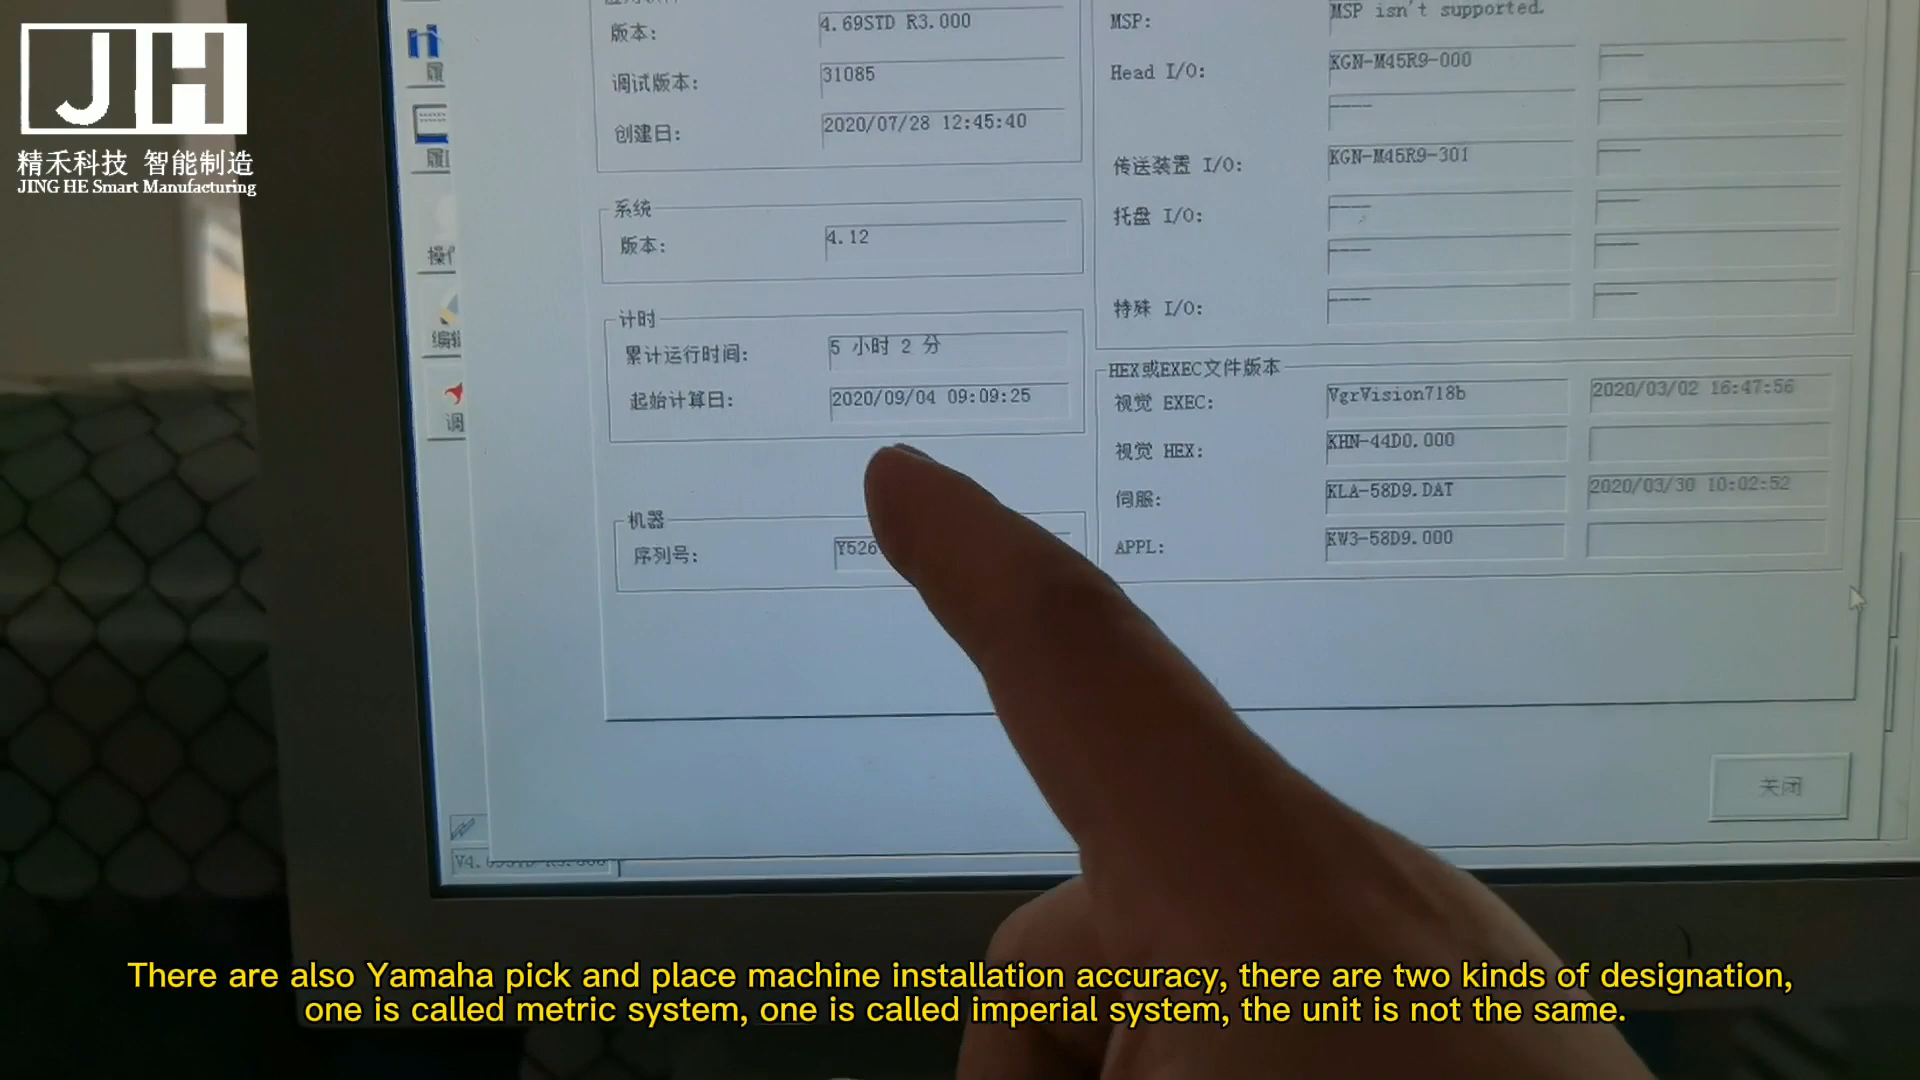 JH
精禾科技 智能制造
JING HE Smart Manufacturing
版本:
4.69STD R3.000
调试版本:
31085
创建日:
2020/07/28 12:45:40
系统
版本:
4.12
计时
累计运行时间:
5 小时 2 分
起始计算日:
2020/09/04 09:09:25
机器
序列号:
Y526
MSP:
MSP isn't supported.
Head I/O:
KGN-M45R9-000
----
----
----
传送装置 I/O:
KGN-M45R9-301
----
托盘 I/O:
----
----
----
----
特殊 I/O:
----
----
HEX或EXEC文件版本
视觉 EXEC:
VgrVision718b
2020/03/02 16:47:56
视觉 HEX:
KHN-44D0.000
伺服:
KLA-58D9.DAT
2020/03/30 10:02:52
APPL:
KW3-58D9.000
关闭
There are also Yamaha pick and place machine installation accuracy, there are two kinds of designation,
one is called metric system, one is called imperial system, the unit is not the same.